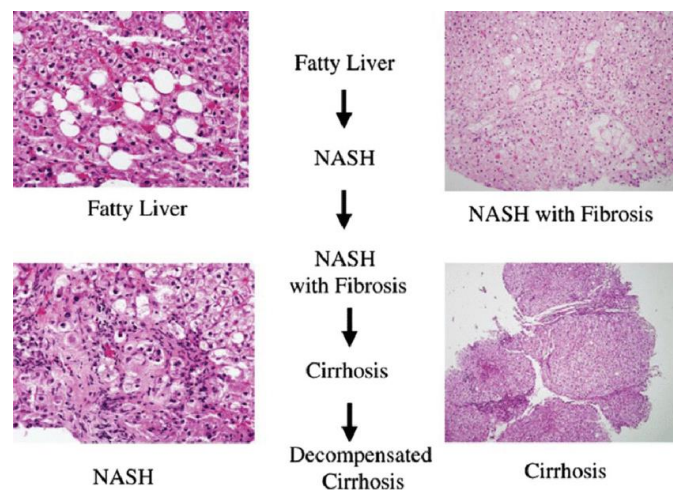 Fatty Liver
NASH
NASH
with Fibrosis
Cirrhosis
Decompensated
Cirrhosis
Fatty Liver
NASH with Fibrosis
NASH
Cirrhosis